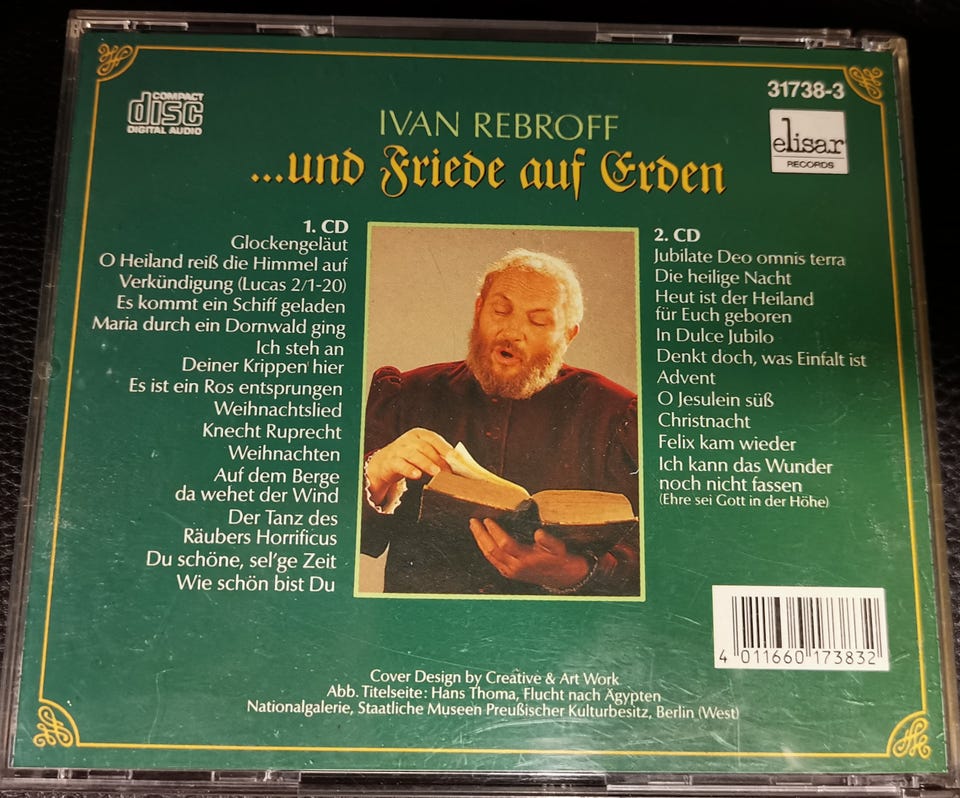 COMPACT
disc
DIGITAL AUDIO
31738-3
elisar
RECORDS
IVAN REBROFF
...und Friede auf Erden
1. CD
Glockengeläut
O Heiland reiß die Himmel auf
Verkündigung (Lucas 2/1-20)
Es kommt ein Schiff geladen
Maria durch ein Dornwald ging
Ich steh an
Deiner Krippen hier
Es ist ein Ros entsprungen
Weihnachtslied
Knecht Ruprecht
Weihnachten
Auf dem Berge
da wehet der Wind
Der Tanz des
Räubers Horrificus
Du schöne, sel'ge Zeit
Wie schön bist Du
2. CD
Jubilate Deo omnis terra
Die heilige Nacht
Heut ist der Heiland
für Euch geboren
In Dulce Jubilo
Denkt doch, was Einfalt ist
Advent
O Jesulein süß
Christnacht
Felix kam wieder
Ich kann das Wunder
noch nicht fassen
(Ehre sei Gott in der Höhe)
4 011660 173832
Cover Design by Creative & Art Work
Abb. Titelseite: Hans Thoma, Flucht nach Ägypten
Nationalgalerie, Staatliche Museen Preußischer Kulturbesitz, Berlin (West)